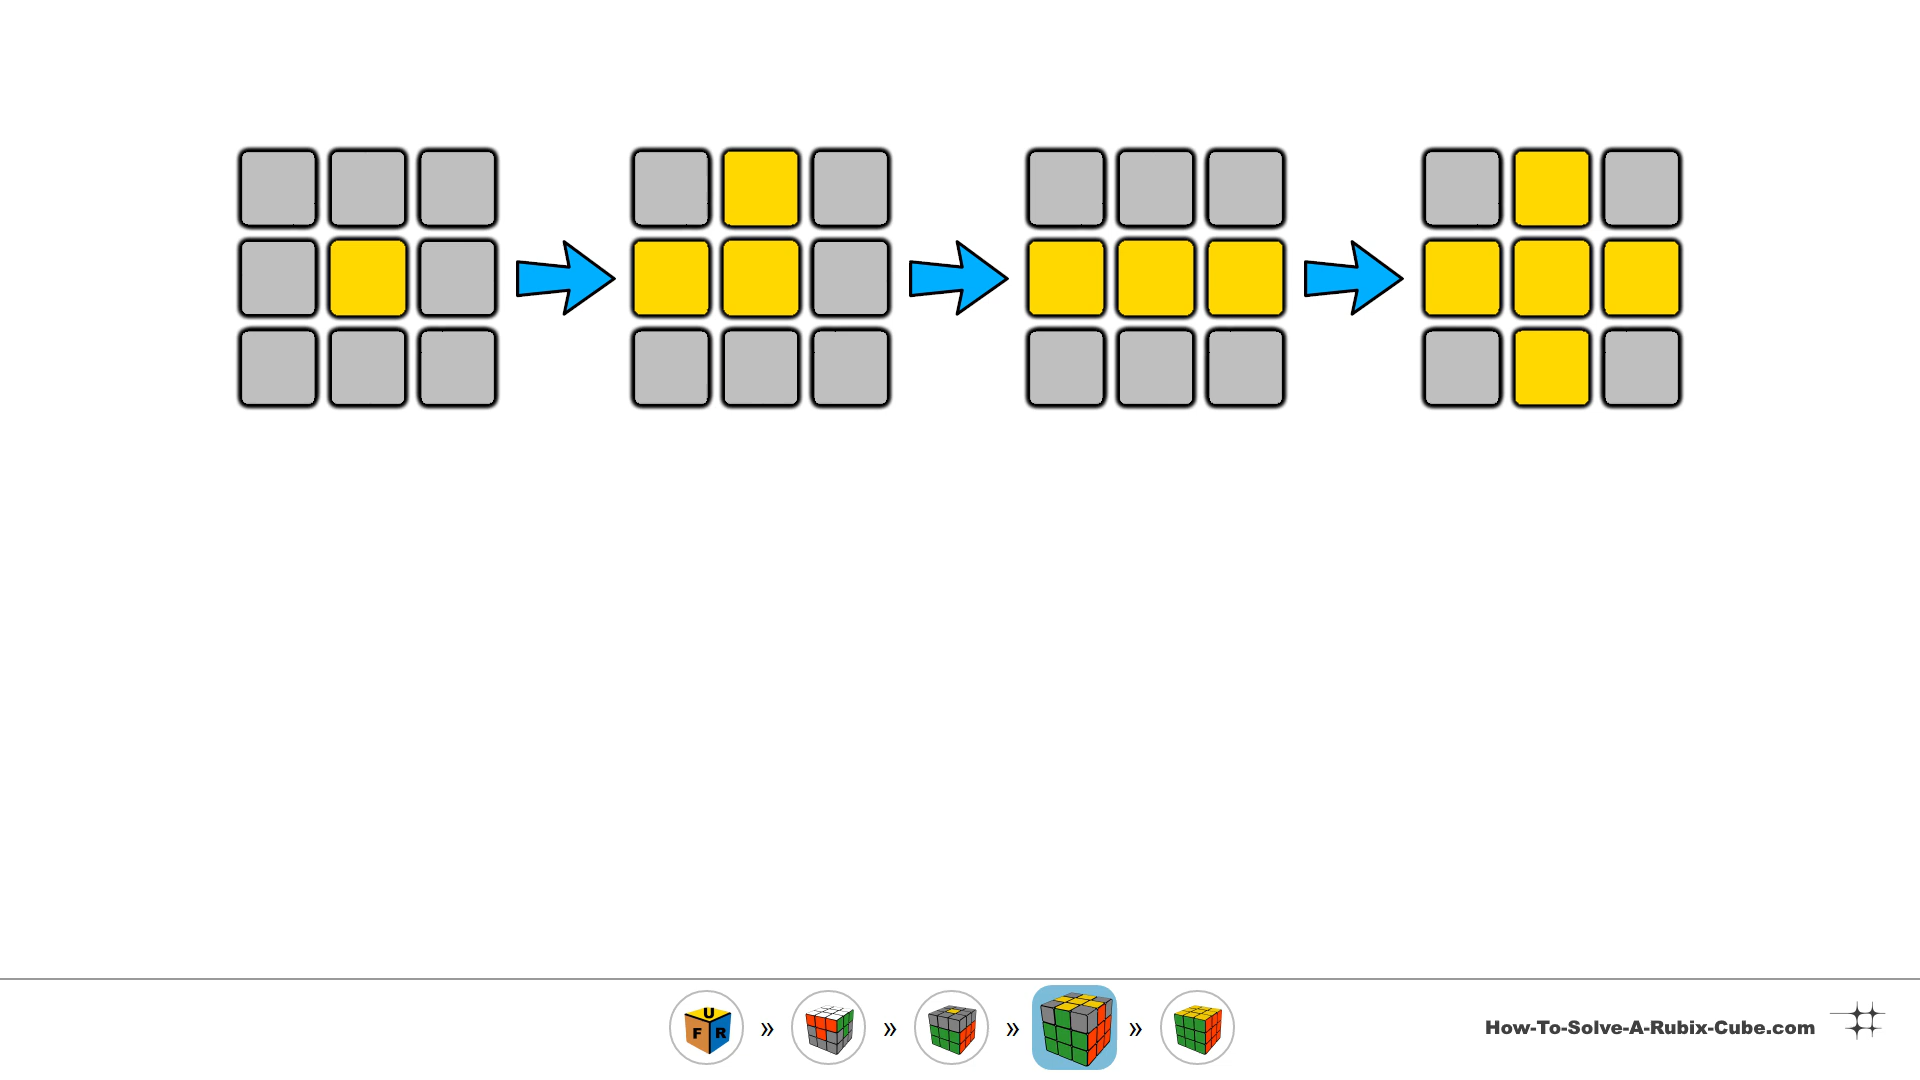 U
F R
» » » »
How-To-Solve-A-Rubix-Cube.com